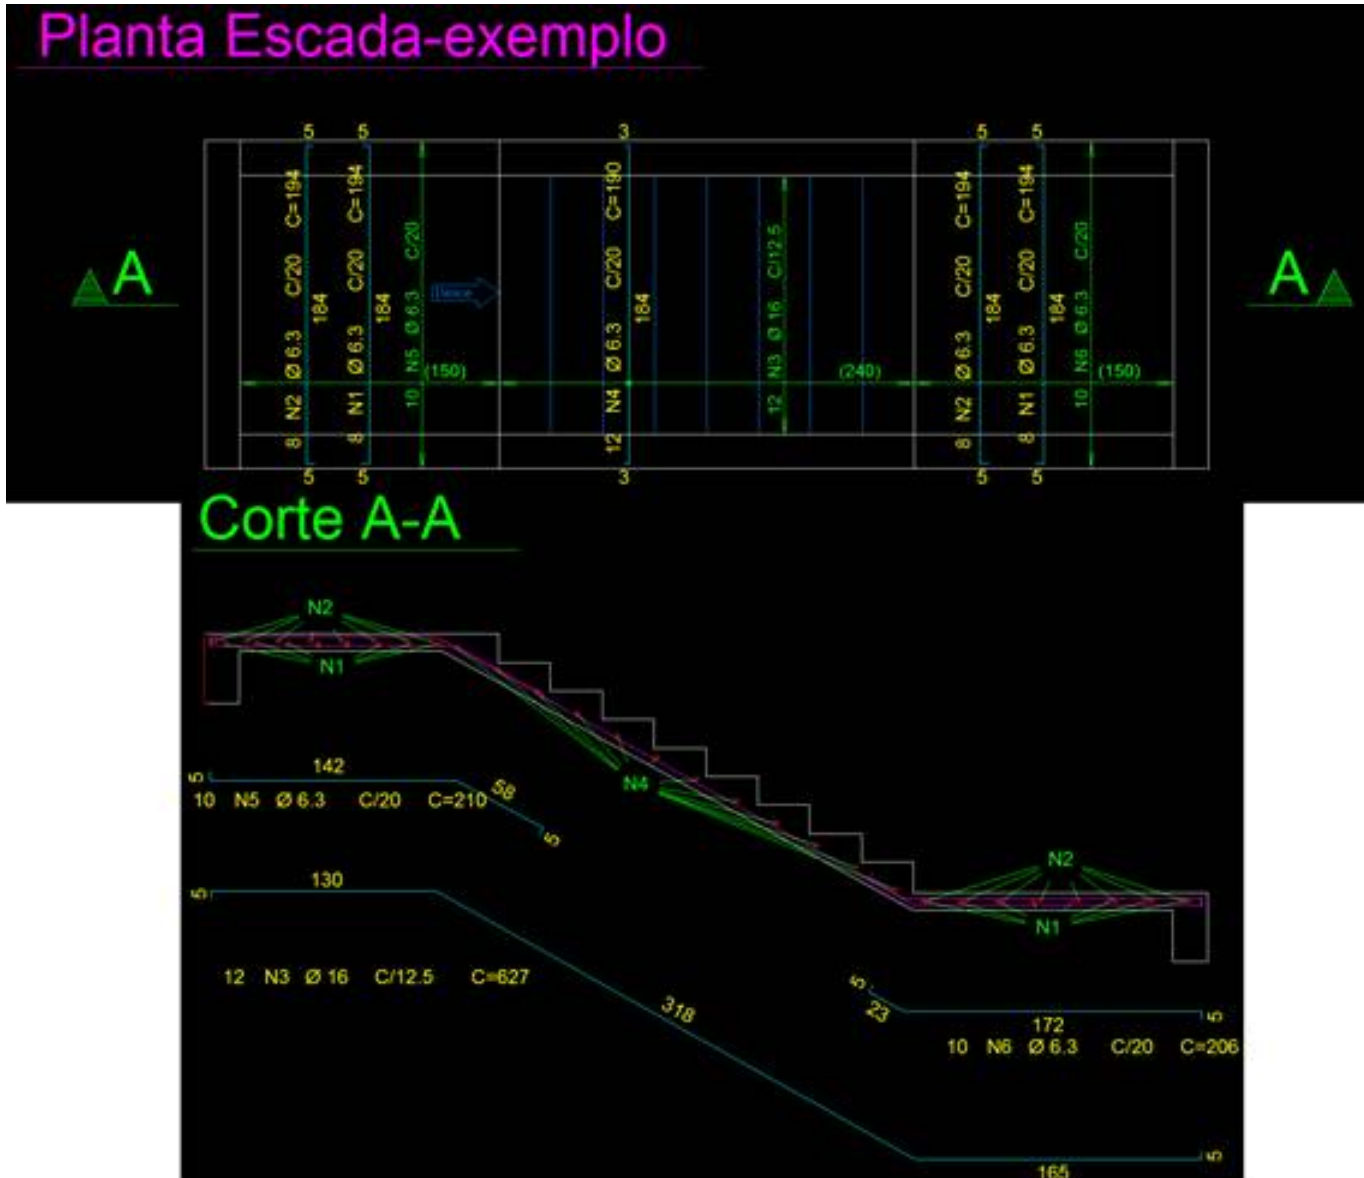 Planta Escada-exemplo
5 5 3 5 5
8 N2 Ø 6.3 C/20 C=194
184
8 N1 Ø 6.3 C/20 C=194
184
10 N5 Ø 6.3 C/20
(150)
12 N4 Ø 6.3 C/20 C=190
184
12 N3 Ø 16 C/12.5
(240)
8 N2 Ø 6.3 C/20 C=194
184
8 N1 Ø 6.3 C/20 C=194
184
10 N6 Ø 6.3 C/20
(150)
A A
5 5 3 5 5
Corte A-A
N2
N1
N4
142
5
58
5
10 N5 Ø 6.3 C/20 C=210
130
5
12 N3 Ø 16 C/12.5 C=627
318
N2
N1
5
23
172
5
10 N6 Ø 6.3 C/20 C=206
5
165